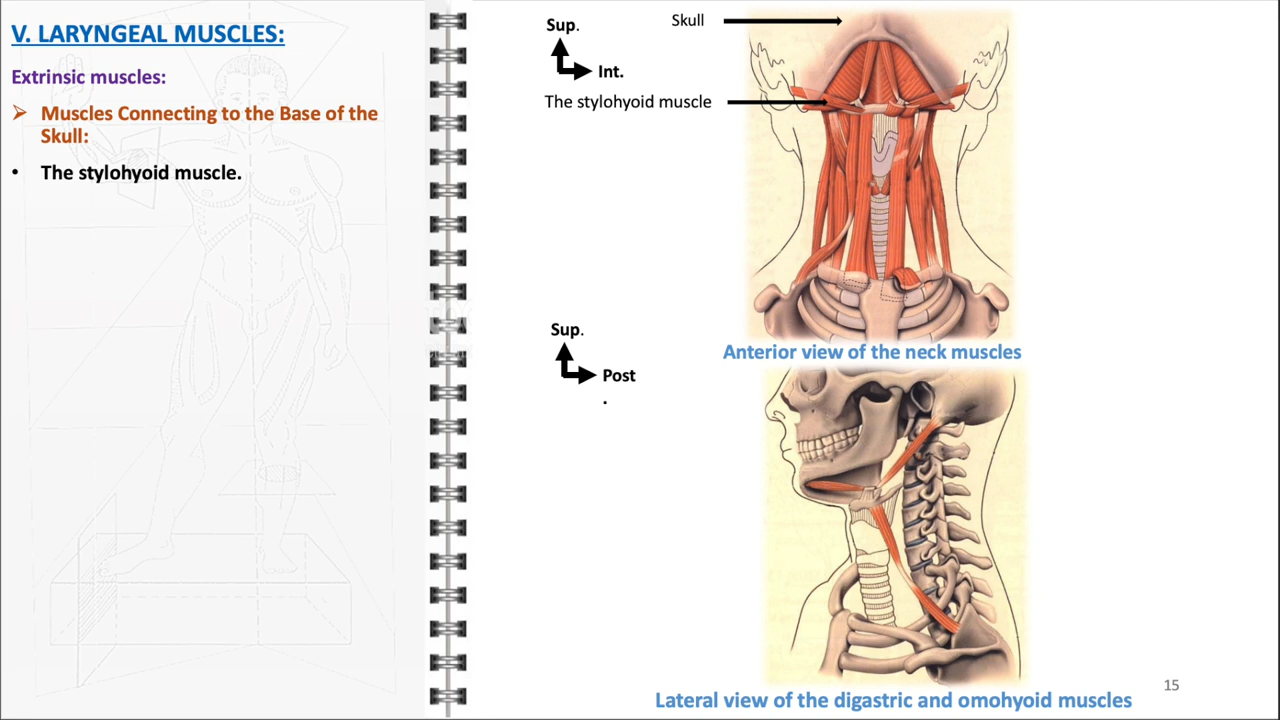 V. LARYNGEAL MUSCLES:
Extrinsic muscles:
➢ Muscles Connecting to the Base of the
Skull:
• The stylohyoid muscle.
Sup.
Int.
Skull
The stylohyoid muscle
Anterior view of the neck muscles
Sup.
Post
.
Lateral view of the digastric and omohyoid muscles
15